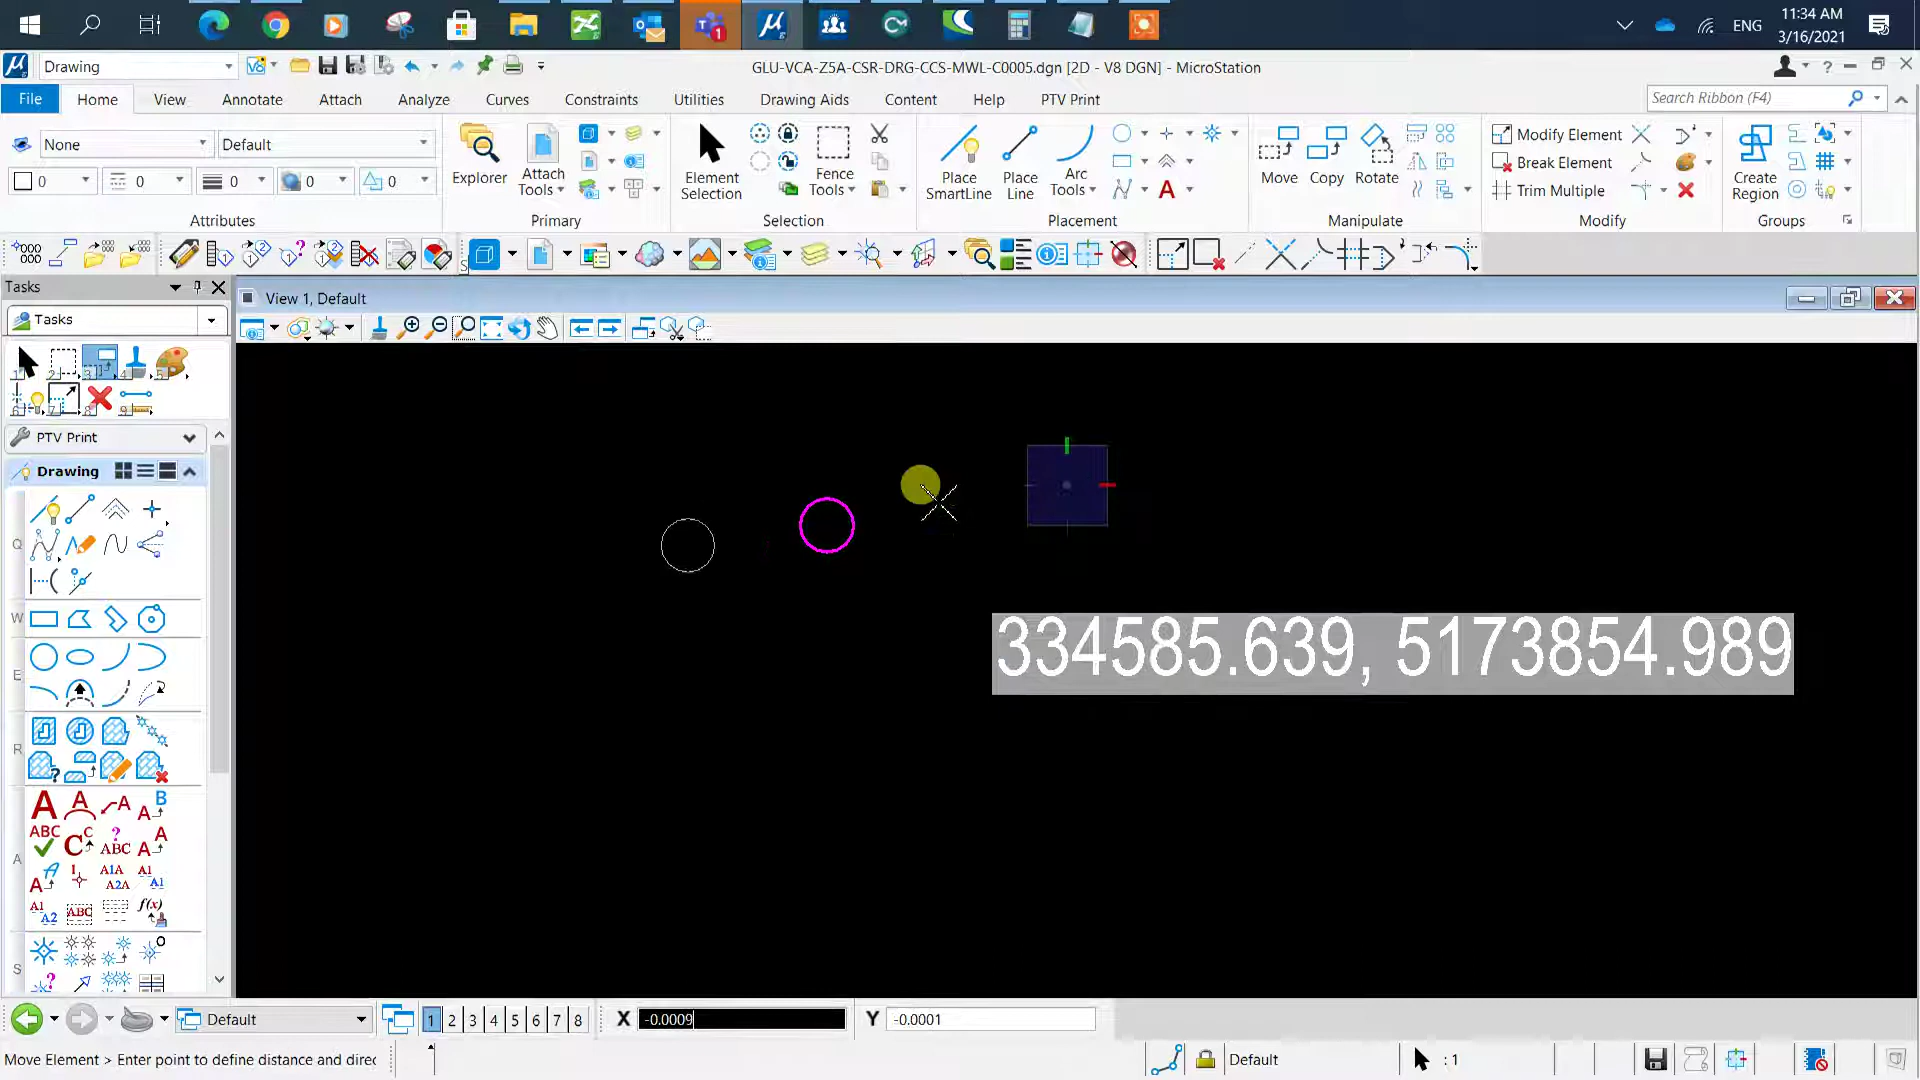 ENG
11:34 AM
3/16/2021
Drawing
GLU-VCA-Z5A-CSR-DRG-CCS-MWL-C0005.dgn [2D - V8 DGN] - MicroStation
File
Home
View
Annotate
Attach
Analyze
Curves
Constraints
Utilities
Drawing Aids
Content
Help
PTV Print
Search Ribbon (F4)
None
Default
0
0
0
0
0
Attributes
Explorer
Attach Tools
Primary
Element Selection
Fence Tools
Selection
Place SmartLine
Place Line
Arc Tools
Placement
Move
Copy
Rotate
Manipulate
Modify Element
Break Element
Trim Multiple
Modify
Create Region
Groups
Tasks
View 1, Default
Tasks
PTV Print
Drawing
Q
W
E
R
A
S
334585.639, 5173854.989
Default
1 2 3 4 5 6 7 8
X -0.0009
Y -0.0001
Move Element > Enter point to define distance and direc
Default
: 1